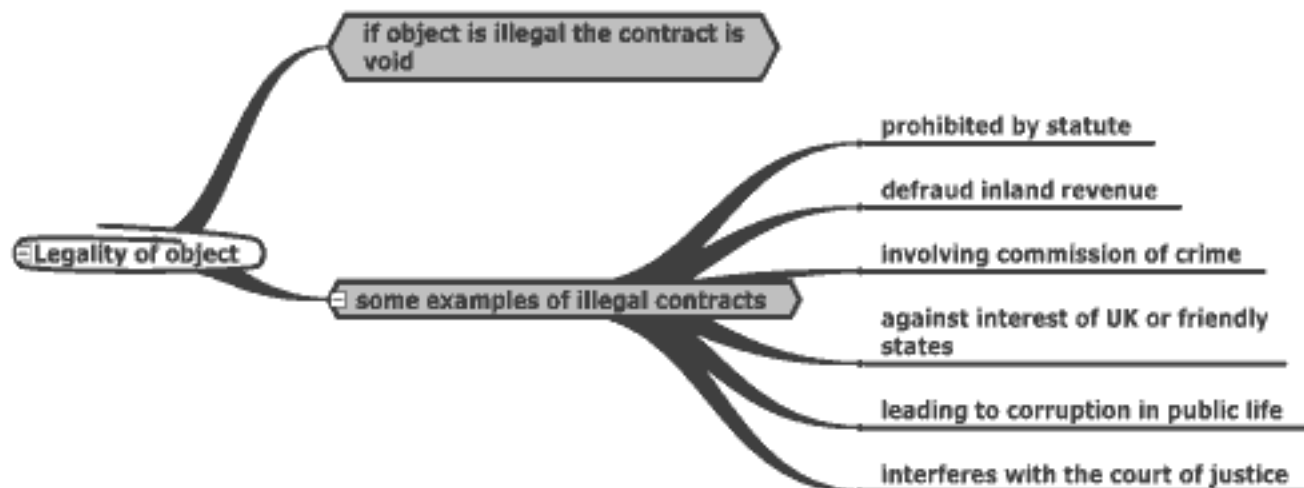 if object is illegal the contract is
void
Legality of object
some examples of illegal contracts
prohibited by statute
defraud inland revenue
involving commission of crime
against interest of UK or friendly
states
leading to corruption in public life
interferes with the court of justice